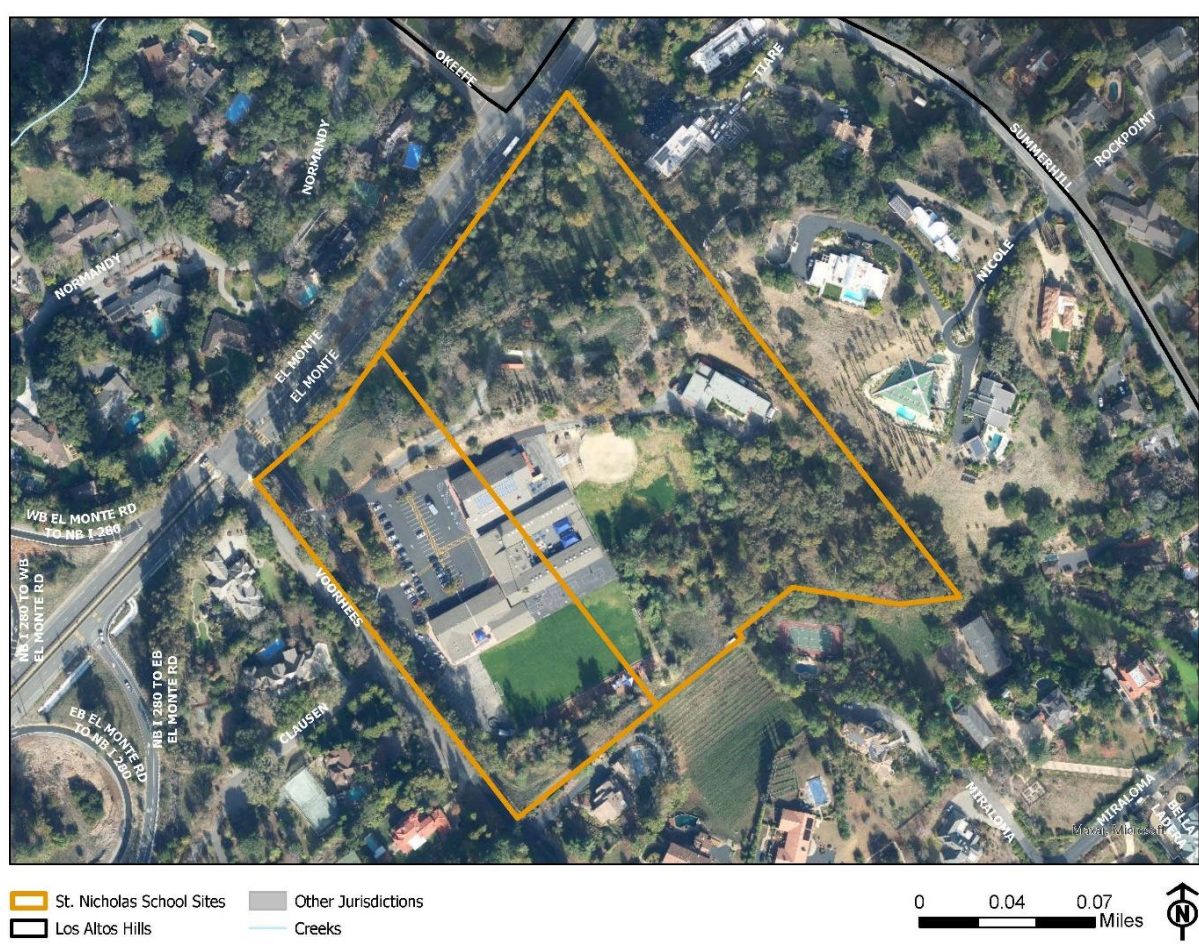 OKEEFE
TIARE
SUMMERHILL
ROCKPOINT
NORMANDY
NORMANDY
NICOLE
EL MONTE
EL MONTE
WB EL MONTE RD
TO NB I 280
NB I 280 TO WB
EL MONTE RD
VOORHEES
NB I 280 TO EB
EL MONTE RD
EB EL MONTE RD
TO NB I 280
CLAUSEN
MIRALOMA
MIRALOMA
Maxar, Microsoft
St. Nicholas School Sites
Other Jurisdictions
Los Altos Hills
Creeks
0 0.04 0.07
Miles
N